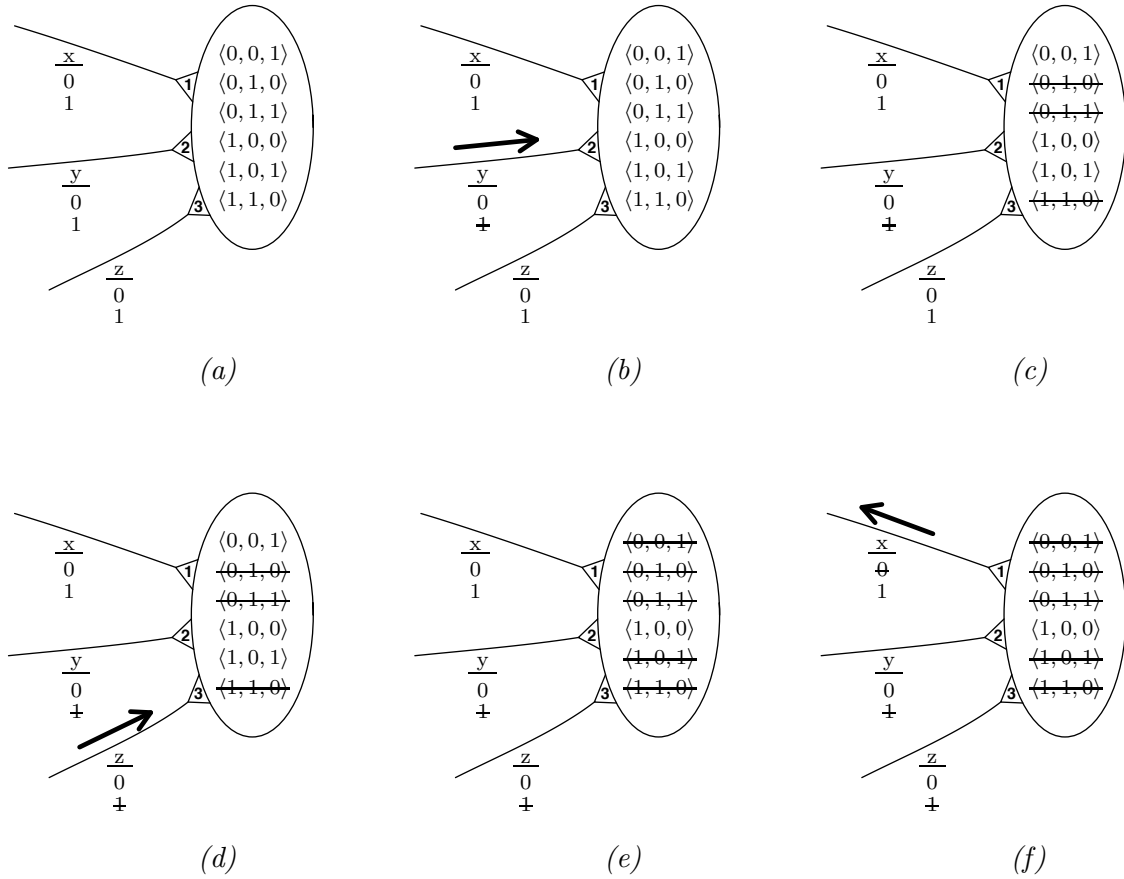 x
0
1
y
0
1
z
0
1
1
2
3
⟨0, 0, 1⟩
⟨0, 1, 0⟩
⟨0, 1, 1⟩
⟨1, 0, 0⟩
⟨1, 0, 1⟩
⟨1, 1, 0⟩
(a)
x
0
1
y
0
1
z
0
1
1
2
3
⟨0, 0, 1⟩
⟨0, 1, 0⟩
⟨0, 1, 1⟩
⟨1, 0, 0⟩
⟨1, 0, 1⟩
⟨1, 1, 0⟩
(b)
x
0
1
y
0
1
z
0
1
1
2
3
⟨0, 0, 1⟩
⟨0, 1, 0⟩
⟨0, 1, 1⟩
⟨1, 0, 0⟩
⟨1, 0, 1⟩
⟨1, 1, 0⟩
(c)
x
0
1
y
0
1
z
0
1
1
2
3
⟨0, 0, 1⟩
⟨0, 1, 0⟩
⟨0, 1, 1⟩
⟨1, 0, 0⟩
⟨1, 0, 1⟩
⟨1, 1, 0⟩
(d)
x
0
1
y
0
1
z
0
1
1
2
3
⟨0, 0, 1⟩
⟨0, 1, 0⟩
⟨0, 1, 1⟩
⟨1, 0, 0⟩
⟨1, 0, 1⟩
⟨1, 1, 0⟩
(e)
x
0
1
y
0
1
z
0
1
1
2
3
⟨0, 0, 1⟩
⟨0, 1, 0⟩
⟨0, 1, 1⟩
⟨1, 0, 0⟩
⟨1, 0, 1⟩
⟨1, 1, 0⟩
(f)